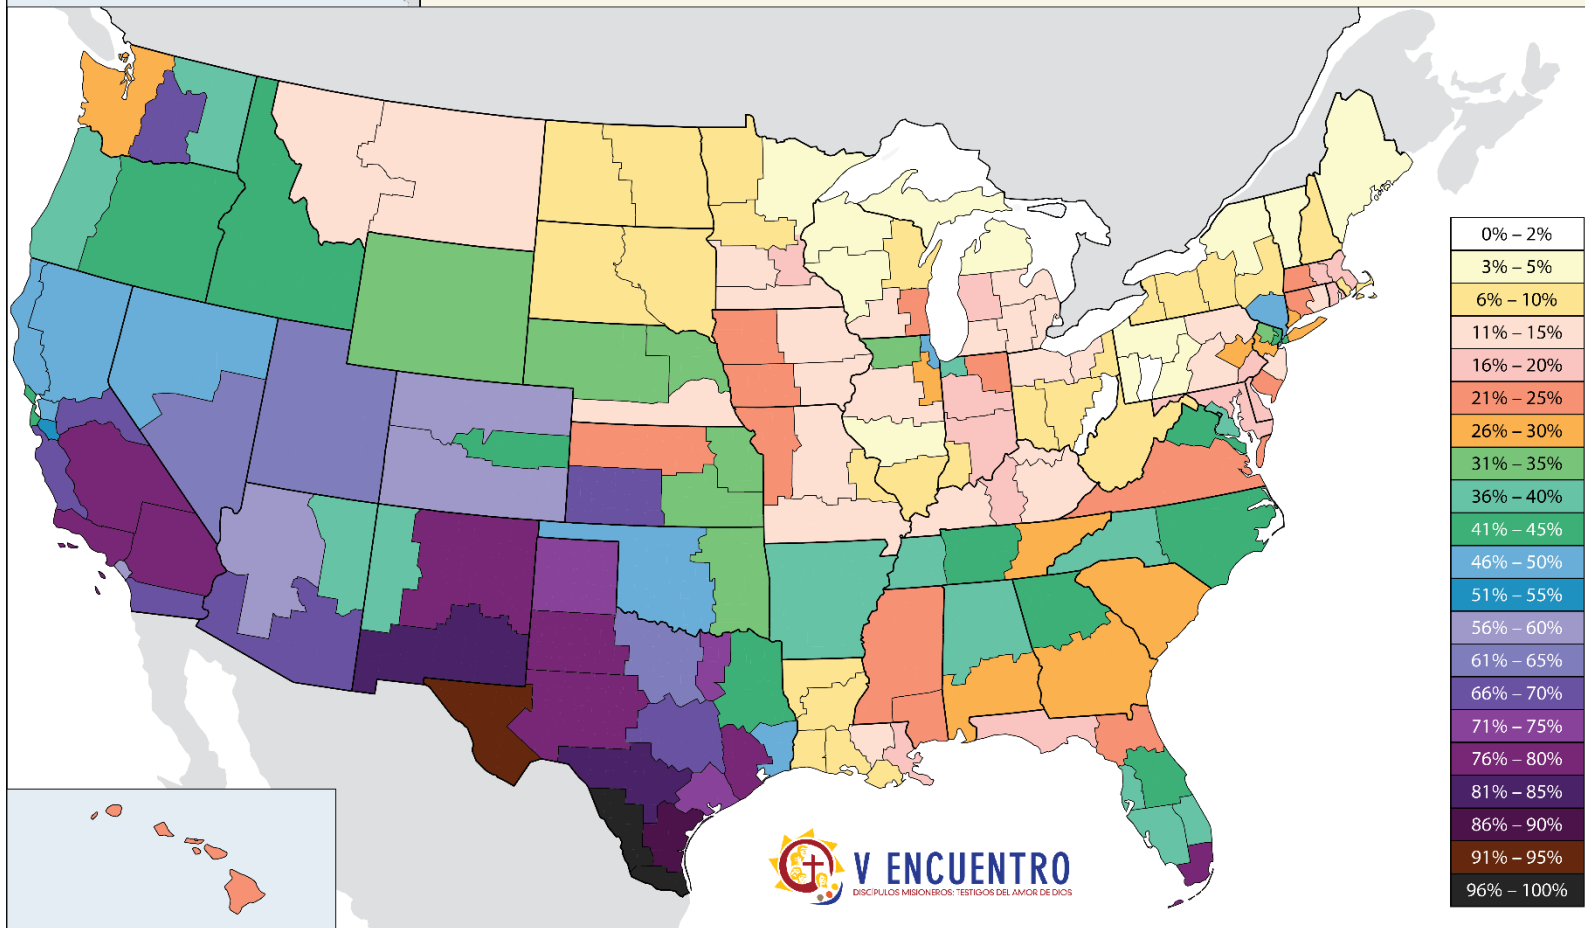 0% – 2%
3% – 5%
6% – 10%
11% – 15%
16% – 20%
21% – 25%
26% – 30%
31% – 35%
36% – 40%
41% – 45%
46% – 50%
51% – 55%
56% – 60%
61% – 65%
66% – 70%
71% – 75%
76% – 80%
81% – 85%
86% – 90%
91% – 95%
96% – 100%
V ENCUENTRO
DISCÍPULOS MISIONEROS: TESTIGOS DEL AMOR DE DIOS